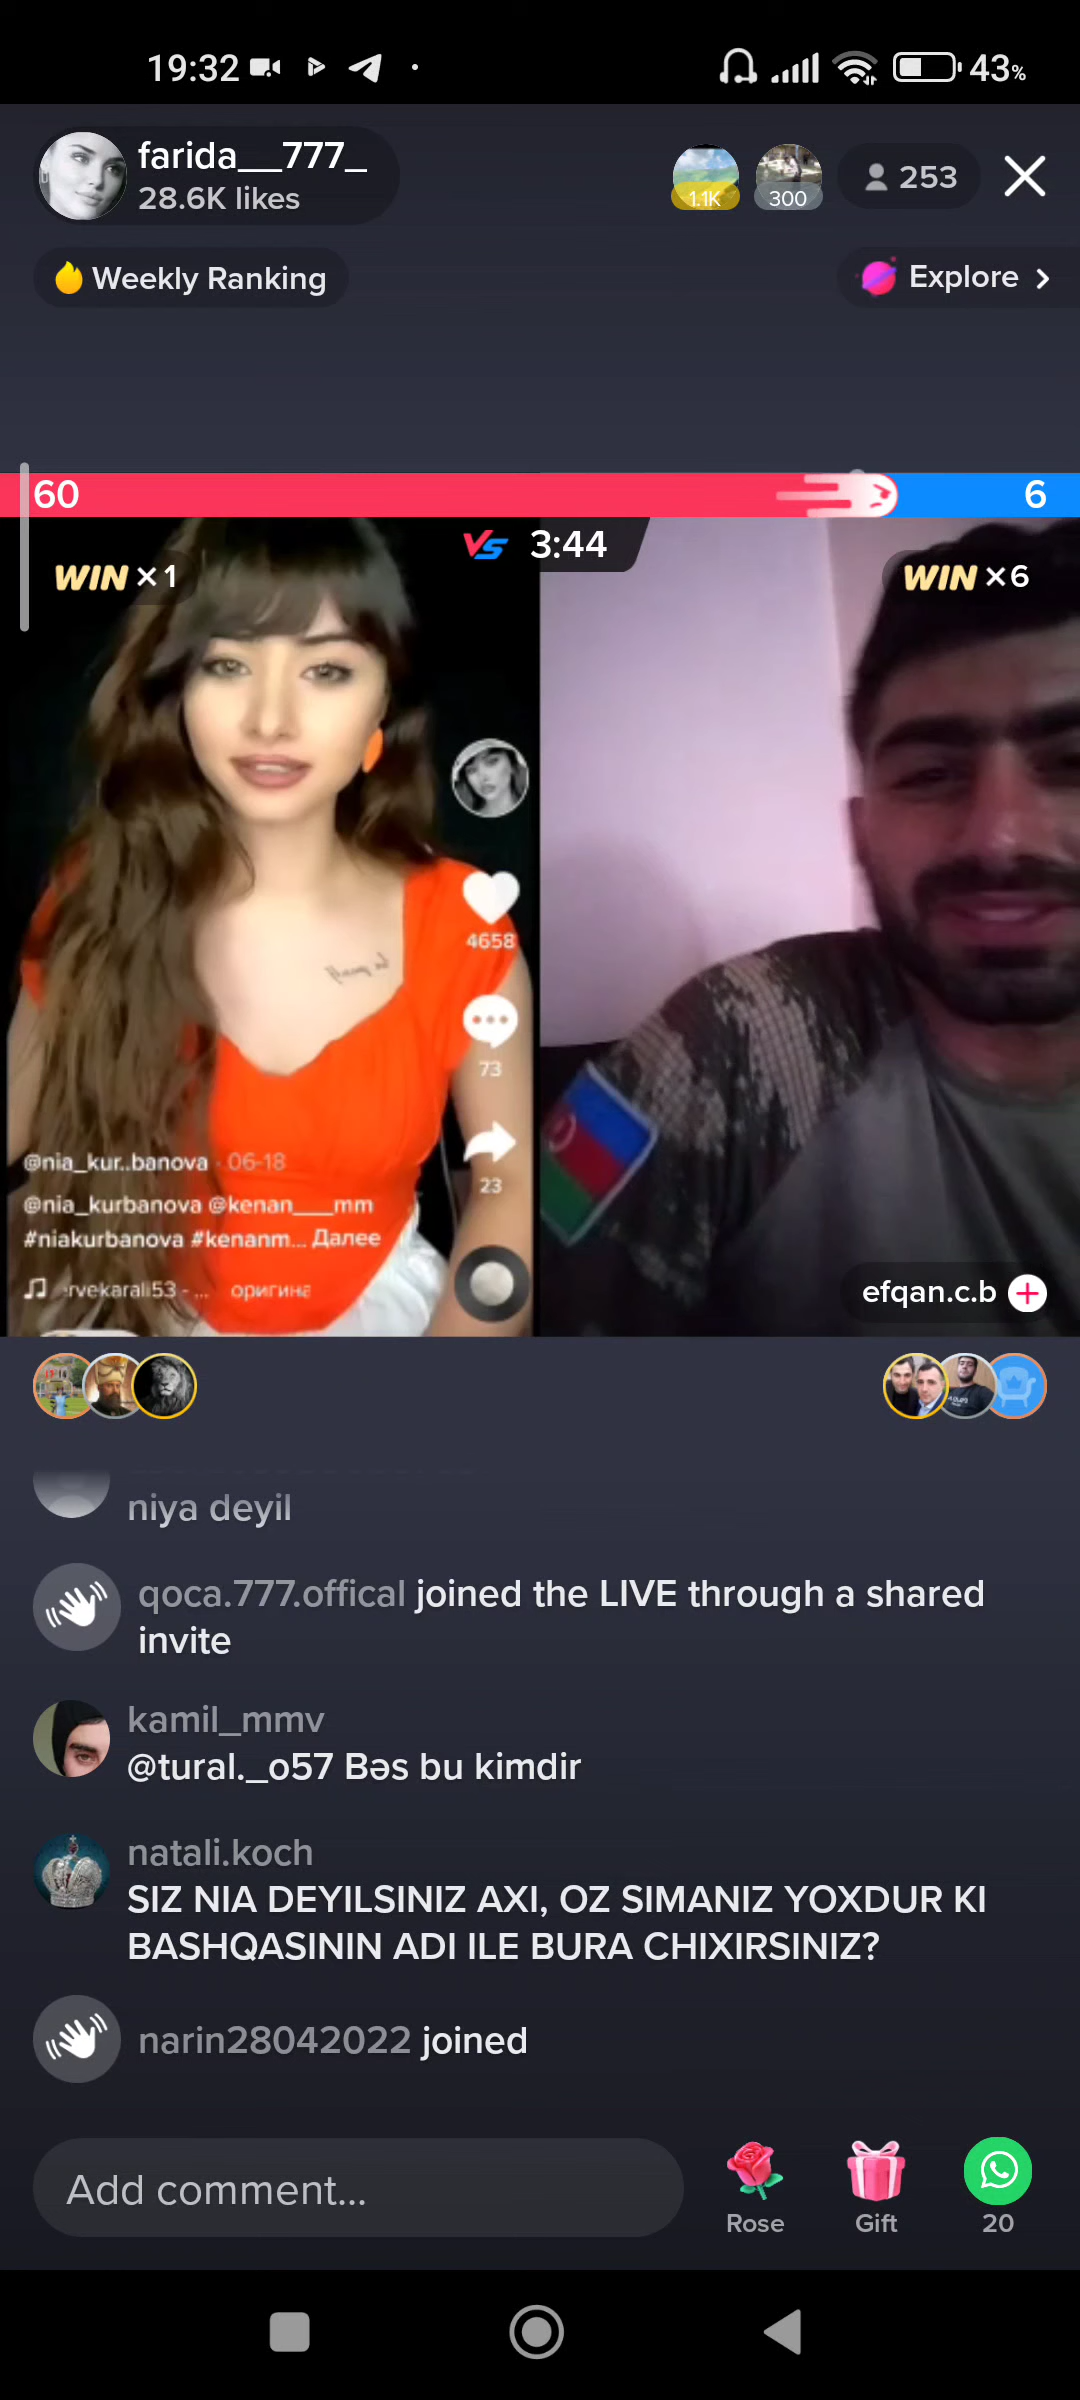 19:32
43%
farida__777_
28.6K likes
1.1K
300
253
Weekly Ranking
Explore
60
6
VS 3:44
WIN ×1
WIN ×6
4658
73
23
@nia_kur..banova · 06-18
@nia_kurbanova @kenan___mm
#niakurbanova #kenanm... Далее
rvekarali53 - ... оригина
efqan.c.b
niya deyil
qoca.777.offical joined the LIVE through a shared
invite
kamil_mmv
@tural._o57 Bəs bu kimdir
natali.koch
SIZ NIA DEYILSINIZ AXI, OZ SIMANIZ YOXDUR KI
BASHQASININ ADI ILE BURA CHIXIRSINIZ?
narin28042022 joined
Add comment...
Rose
Gift
20